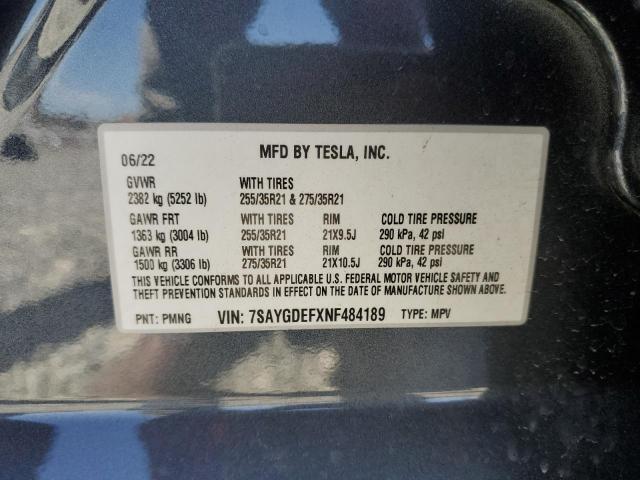 06/22 MFD BY TESLA, INC.
GVWR WITH TIRES
2382 kg (5252 lb) 255/35R21 & 275/35R21
GAWR FRT WITH TIRES RIM COLD TIRE PRESSURE
1363 kg (3004 lb) 255/35R21 21X9.5J 290 kPa, 42 psi
GAWR RR WITH TIRES RIM COLD TIRE PRESSURE
1500 kg (3306 lb) 275/35R21 21X10.5J 290 kPa, 42 psi
THIS VEHICLE CONFORMS TO ALL APPLICABLE U.S. FEDERAL MOTOR VEHICLE SAFETY AND
THEFT PREVENTION STANDARDS IN EFFECT ON THE DATE OF MANUFACTURE SHOWN ABOVE.
PNT: PMNG VIN: 7SAYGDEFXNF484189 TYPE: MPV